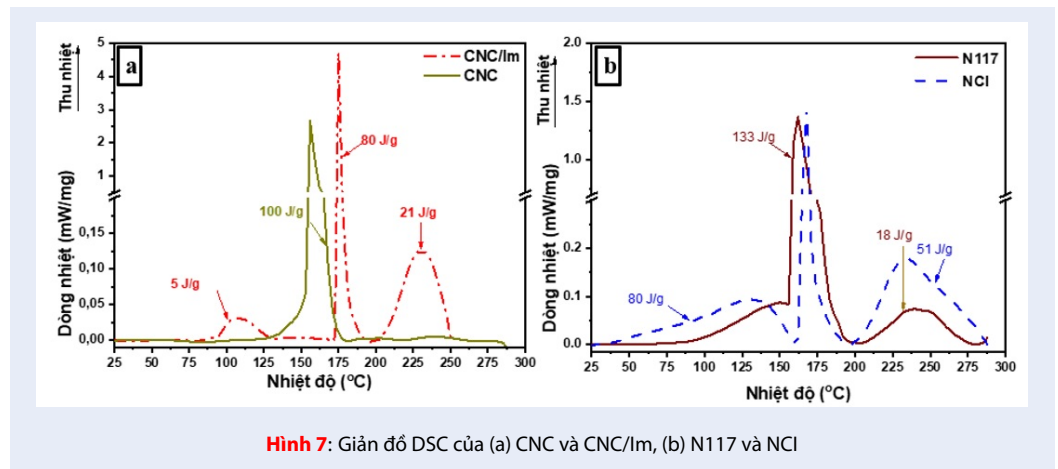 a
Thu nhiệt
Dòng nhiệt (mW/mg)
5
4
3
2
1
0,15
0,10
0,05
0,00
CNC/Im
CNC
80 J/g
100 J/g
21 J/g
5 J/g
25 50 75 100 125 150 175 200 225 250 275 300
Nhiệt độ (°C)
b
Thu nhiệt
Dòng nhiệt (mW/mg)
2.0
1.5
1.0
0.2
0.1
0.0
N117
NCI
133 J/g
18 J/g
51 J/g
80 J/g
25 50 75 100 125 150 175 200 225 250 275 300
Nhiệt độ (°C)
Hình 7: Giản đồ DSC của (a) CNC và CNC/Im, (b) N117 và NCI